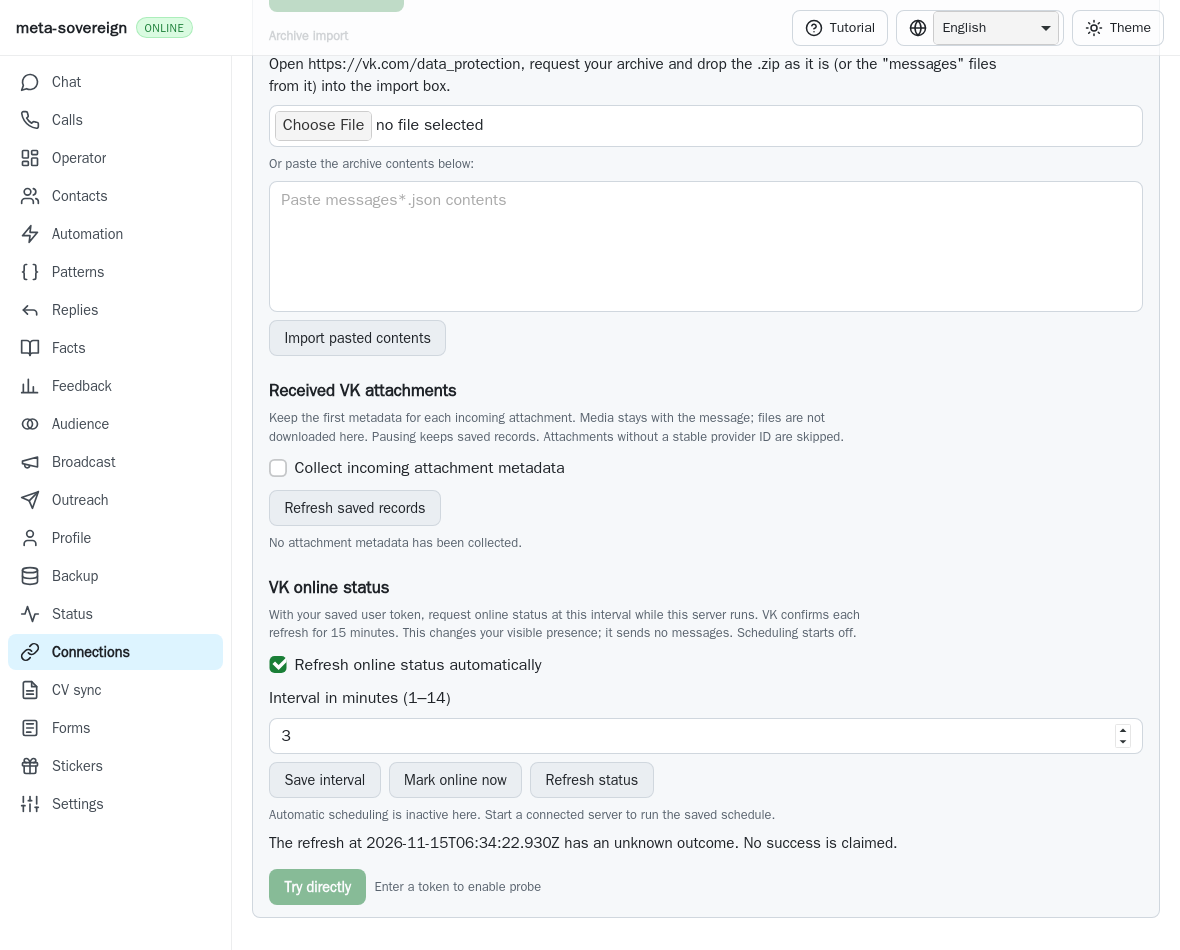 meta-sovereign ONLINE
Tutorial
English
Theme
Chat
Calls
Operator
Contacts
Automation
Patterns
Replies
Facts
Feedback
Audience
Broadcast
Outreach
Profile
Backup
Status
Connections
CV sync
Forms
Stickers
Settings
Archive import
Open https://vk.com/data_protection, request your archive and drop the .zip as it is (or the "messages" files
from it) into the import box.
Choose File no file selected
Or paste the archive contents below:
Paste messages*.json contents
Import pasted contents
Received VK attachments
Keep the first metadata for each incoming attachment. Media stays with the message; files are not
downloaded here. Pausing keeps saved records. Attachments without a stable provider ID are skipped.
Collect incoming attachment metadata
Refresh saved records
No attachment metadata has been collected.
VK online status
With your saved user token, request online status at this interval while this server runs. VK confirms each
refresh for 15 minutes. This changes your visible presence; it sends no messages. Scheduling starts off.
Refresh online status automatically
Interval in minutes (1–14)
3
Save interval
Mark online now
Refresh status
Automatic scheduling is inactive here. Start a connected server to run the saved schedule.
The refresh at 2026-11-15T06:34:22.930Z has an unknown outcome. No success is claimed.
Try directly
Enter a token to enable probe